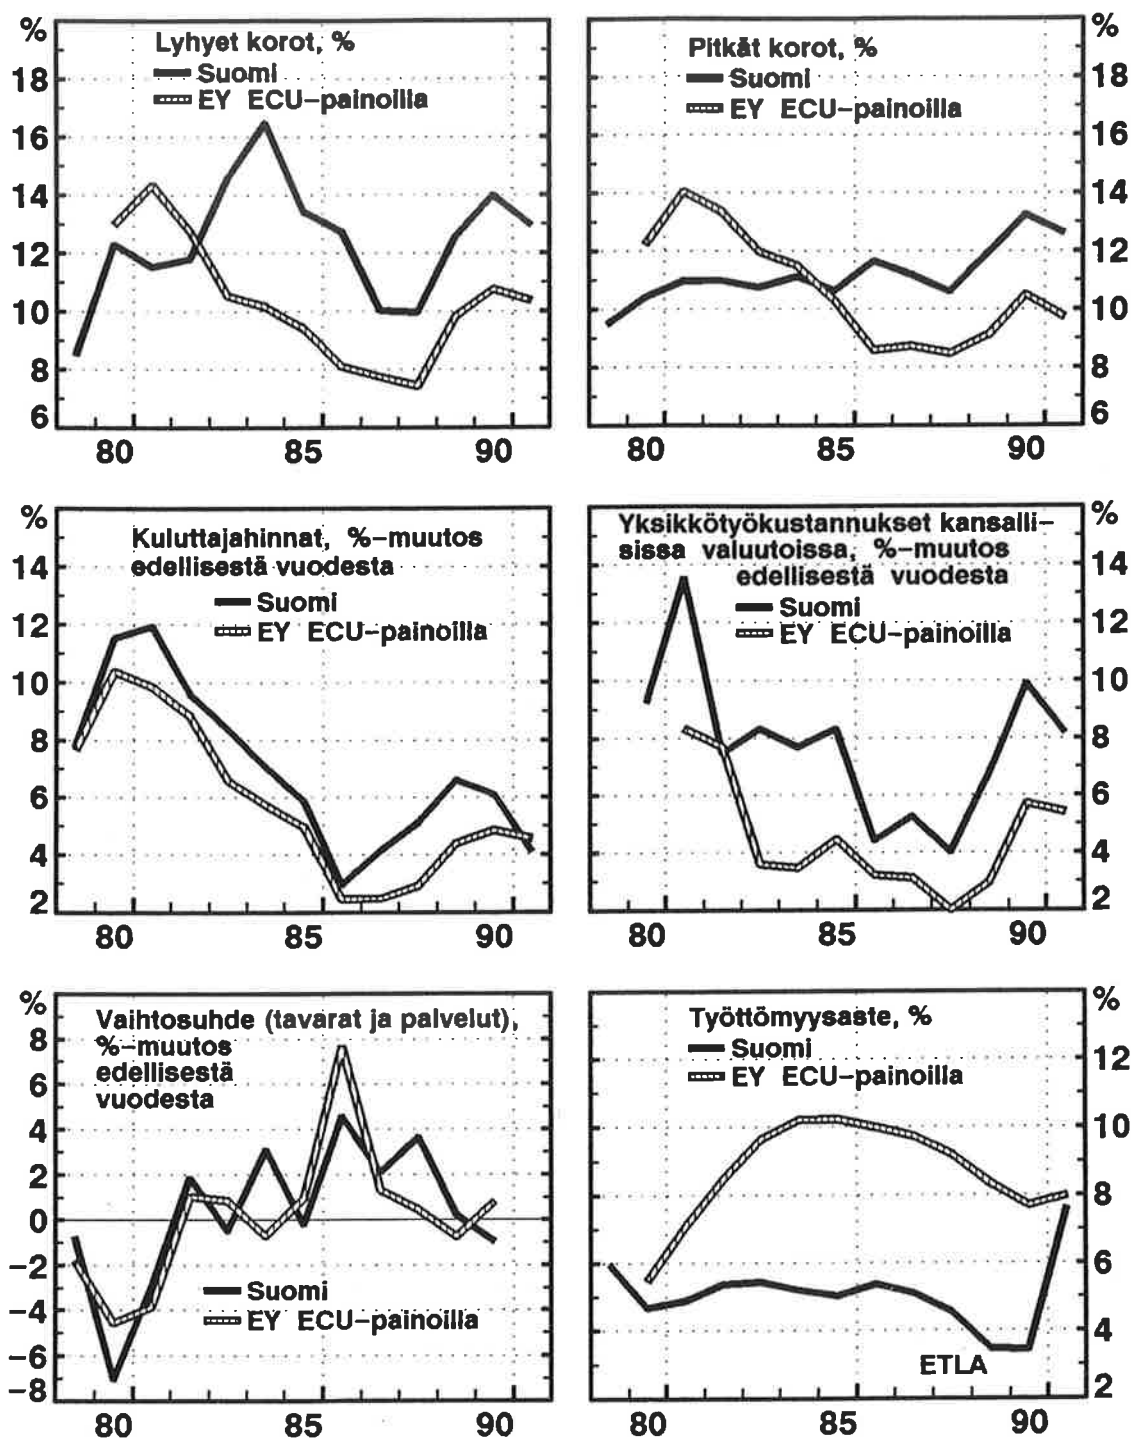 %
Lyhyet korot, %
Suomi
EY ECU-painoilla
18
16
14
12
10
8
6
80 85 90
Pitkät korot, %
Suomi
EY ECU-painoilla
%
18
16
14
12
10
8
6
80 85 90
%
Kuluttajahinnat, %-muutos
edellisestä vuodesta
Suomi
EY ECU-painoilla
14
12
10
8
6
4
2
80 85 90
Yksikkötyökustannukset kansalli-
sissa valuutoissa, %-muutos
edellisestä vuodesta
Suomi
EY ECU-painoilla
%
14
12
10
8
6
4
2
80 85 90
%
Vaihtosuhde (tavarat ja palvelut),
%-muutos
edellisestä
vuodesta
8
6
4
2
0
-2
-4
-6
-8
Suomi
EY ECU-painoilla
80 85 90
Työttömyysaste, %
Suomi
EY ECU-painoilla
%
12
10
8
6
4
2
ETLA
80 85 90